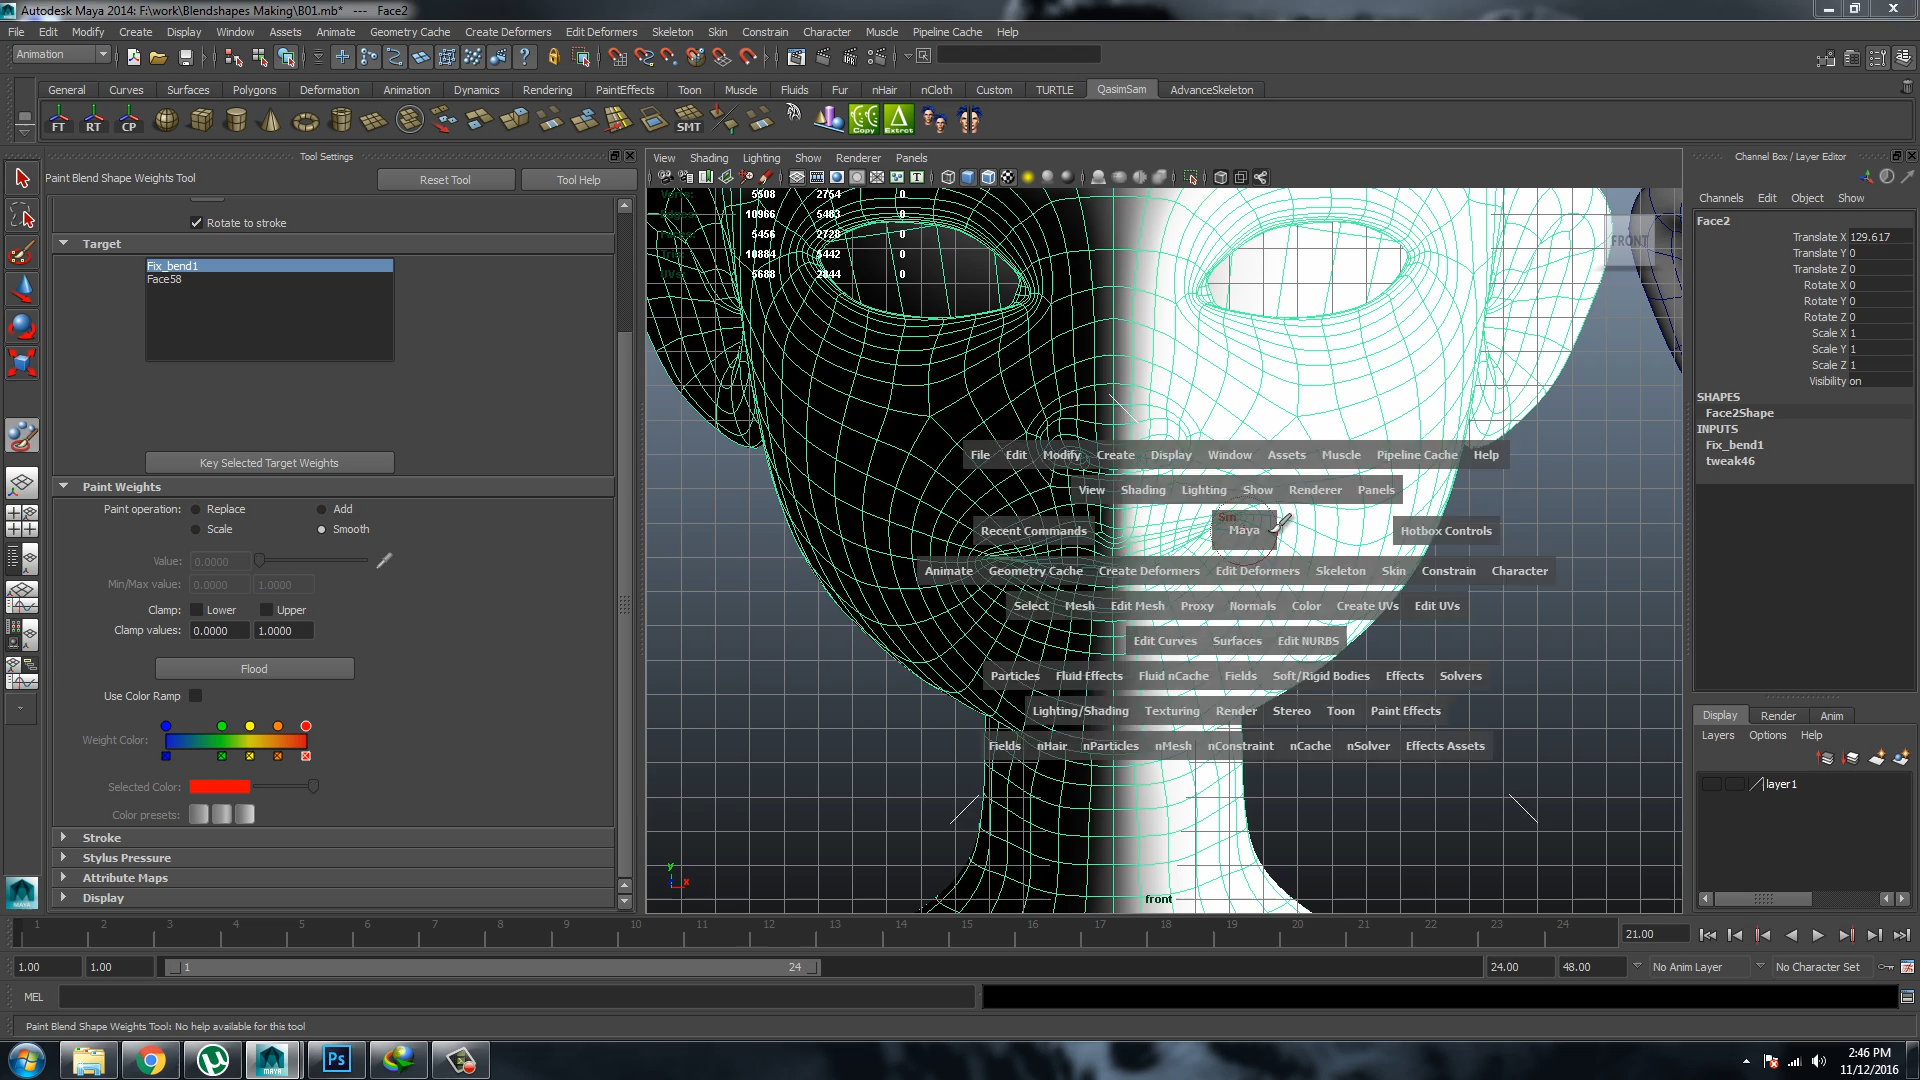 Autodesk Maya 2014: F:\work\Blendshapes Making\B01.mb* --- Face2
File Edit Modify Create Display Window Assets Animate Geometry Cache Create Deformers Edit Deformers Skeleton Skin Constrain Character Muscle Pipeline Cache Help
Animation
General Curves Surfaces Polygons Deformation Animation Dynamics Rendering PaintEffects Toon Muscle Fluids Fur nHair nCloth Custom TURTLE QasimSam AdvanceSkeleton
FT RT CP SMT Copy Extrct
Tool Settings
Paint Blend Shape Weights Tool
Reset Tool
Tool Help
Rotate to stroke
Target
Fix_bend1
Face58
Key Selected Target Weights
Paint Weights
Paint operation: Replace Add
Scale Smooth
Value: 0.0000
Min/Max value: 0.0000 1.0000
Clamp: Lower Upper
Clamp values: 0.0000 1.0000
Flood
Use Color Ramp
Weight Color:
Selected Color:
Color presets:
Stroke
Stylus Pressure
Attribute Maps
Display
View Shading Lighting Show Renderer Panels
Verts: 5508 2754 0
Edges: 10966 5483 0
Faces: 5456 2728 0
Tris: 10884 5442 0
UVs: 5688 2844 0
FRONT
File Edit Modify Create Display Window Assets Muscle Pipeline Cache Help
View Shading Lighting Show Renderer Panels
Recent Commands
Sm
Maya
Hotbox Controls
Animate Geometry Cache Create Deformers Edit Deformers Skeleton Skin Constrain Character
Select Mesh Edit Mesh Proxy Normals Color Create UVs Edit UVs
Edit Curves Surfaces Edit NURBS
Particles Fluid Effects Fluid nCache Fields Soft/Rigid Bodies Effects Solvers
Lighting/Shading Texturing Render Stereo Toon Paint Effects
Fields nHair nParticles nMesh nConstraint nCache nSolver Effects Assets
y
x
front
Channel Box / Layer Editor
Channels Edit Object Show
Face2
Translate X 129.617
Translate Y 0
Translate Z 0
Rotate X 0
Rotate Y 0
Rotate Z 0
Scale X 1
Scale Y 1
Scale Z 1
Visibility on
SHAPES
Face2Shape
INPUTS
Fix_bend1
tweak46
Display Render Anim
Layers Options Help
layer1
1 2 3 4 5 6 7 8 9 10 11 12 13 14 15 16 17 18 19 20 21 22 23 24
21.00
1.00 1.00 1 24 24.00 48.00 No Anim Layer No Character Set
MEL
Paint Blend Shape Weights Tool: No help available for this tool
MAYA
Ps
2:46 PM
11/12/2016